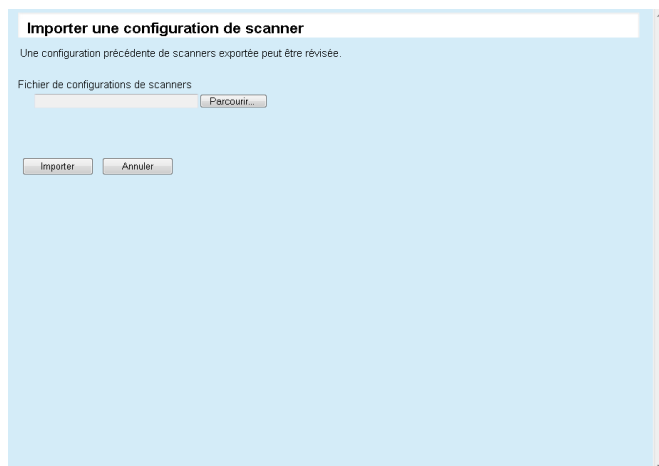 Importer une configuration de scanner
Une configuration précédente de scanners exportée peut être révisée.
Fichier de configurations de scanners
Parcourir...
Importer Annuler